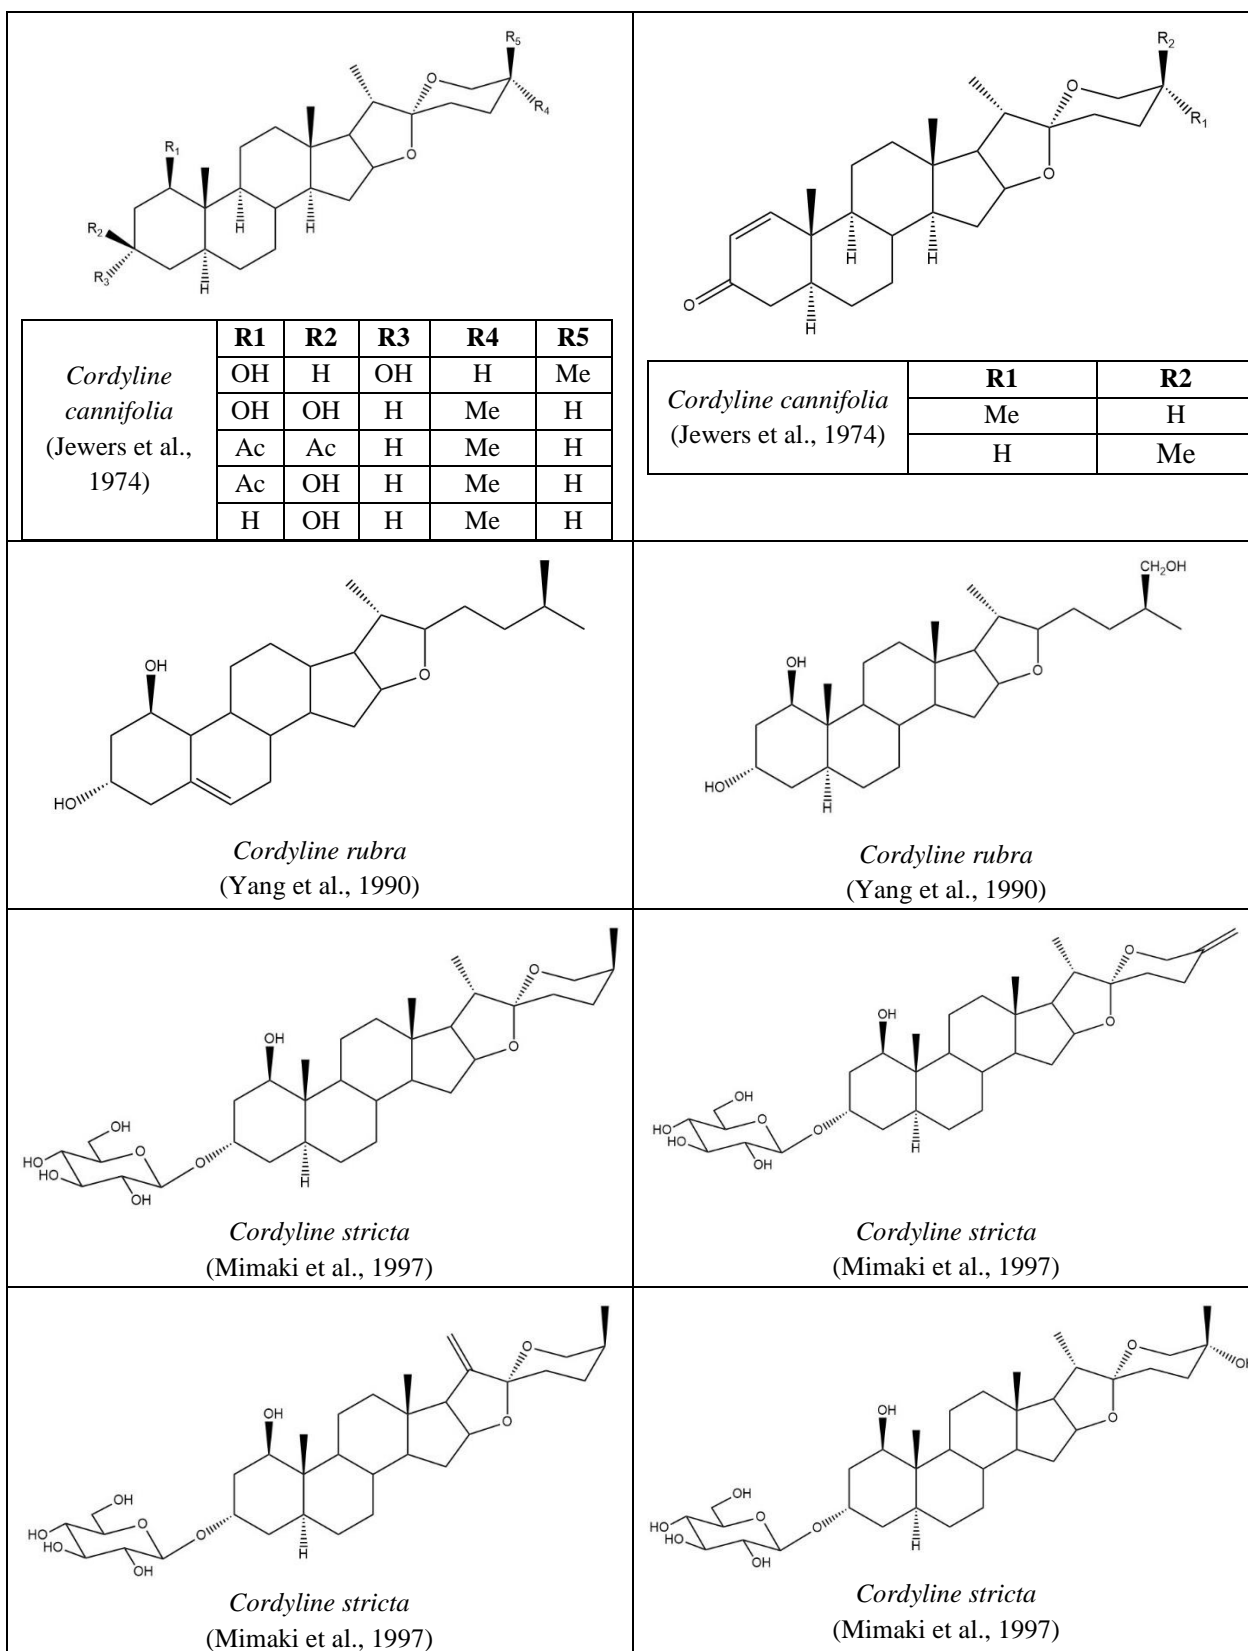 R5
R4
O
O
R1
R2
R3
H
H
H
R1 R2 R3 R4 R5
Cordyline cannifolia (Jewers et al., 1974)
OH H OH H Me
OH OH H Me H
Ac Ac H Me H
Ac OH H Me H
H OH H Me H
R2
O
R1
O
H
H
O
H
Cordyline cannifolia
(Jewers et al., 1974)
R1 R2
Me H
H Me
OH
O
HO
Cordyline rubra
(Yang et al., 1990)
CH2OH
OH
O
HO
H
Cordyline rubra
(Yang et al., 1990)
O
OH
O
OH
O
HO
HO
O
OH
H
Cordyline stricta
(Mimaki et al., 1997)
O
OH
O
OH
O
HO
HO
O
OH
H
Cordyline stricta
(Mimaki et al., 1997)
O
OH
O
OH
O
HO
HO
O
OH
H
Cordyline stricta
(Mimaki et al., 1997)
O
OH
OH
O
OH
O
HO
HO
O
OH
H
Cordyline stricta
(Mimaki et al., 1997)